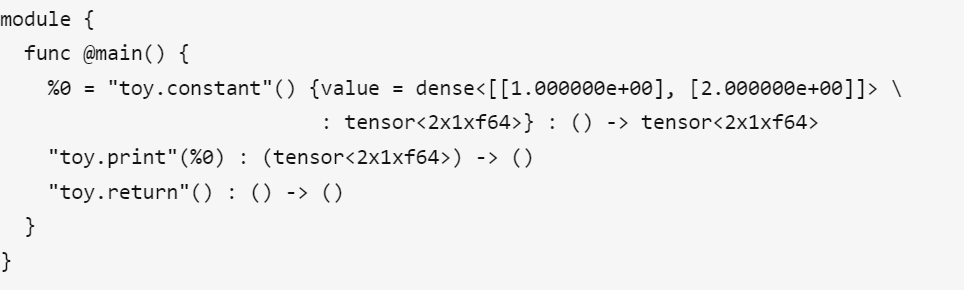 module {
  func @main() {
    %0 = "toy.constant"() {value = dense<[[1.000000e+00], [2.000000e+00]]> \
                           : tensor<2x1xf64>} : () -> tensor<2x1xf64>
    "toy.print"(%0) : (tensor<2x1xf64>) -> ()
    "toy.return"() : () -> ()
  }
}